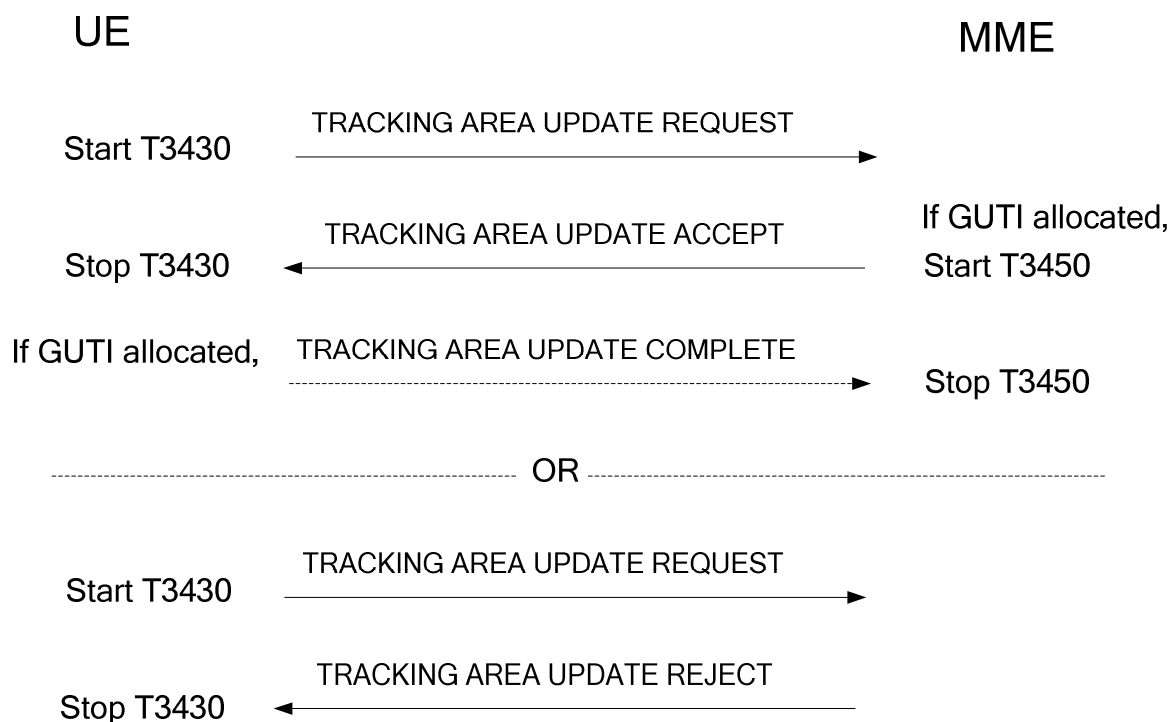 UE
MME
TRACKING AREA UPDATE REQUEST
Start T3430
If GUTI allocated,
TRACKING AREA UPDATE ACCEPT
Stop T3430
Start T3450
If GUTI allocated,
TRACKING AREA UPDATE COMPLETE
Stop T3450
OR
TRACKING AREA UPDATE REQUEST
Start T3430
TRACKING AREA UPDATE REJECT
Stop T3430